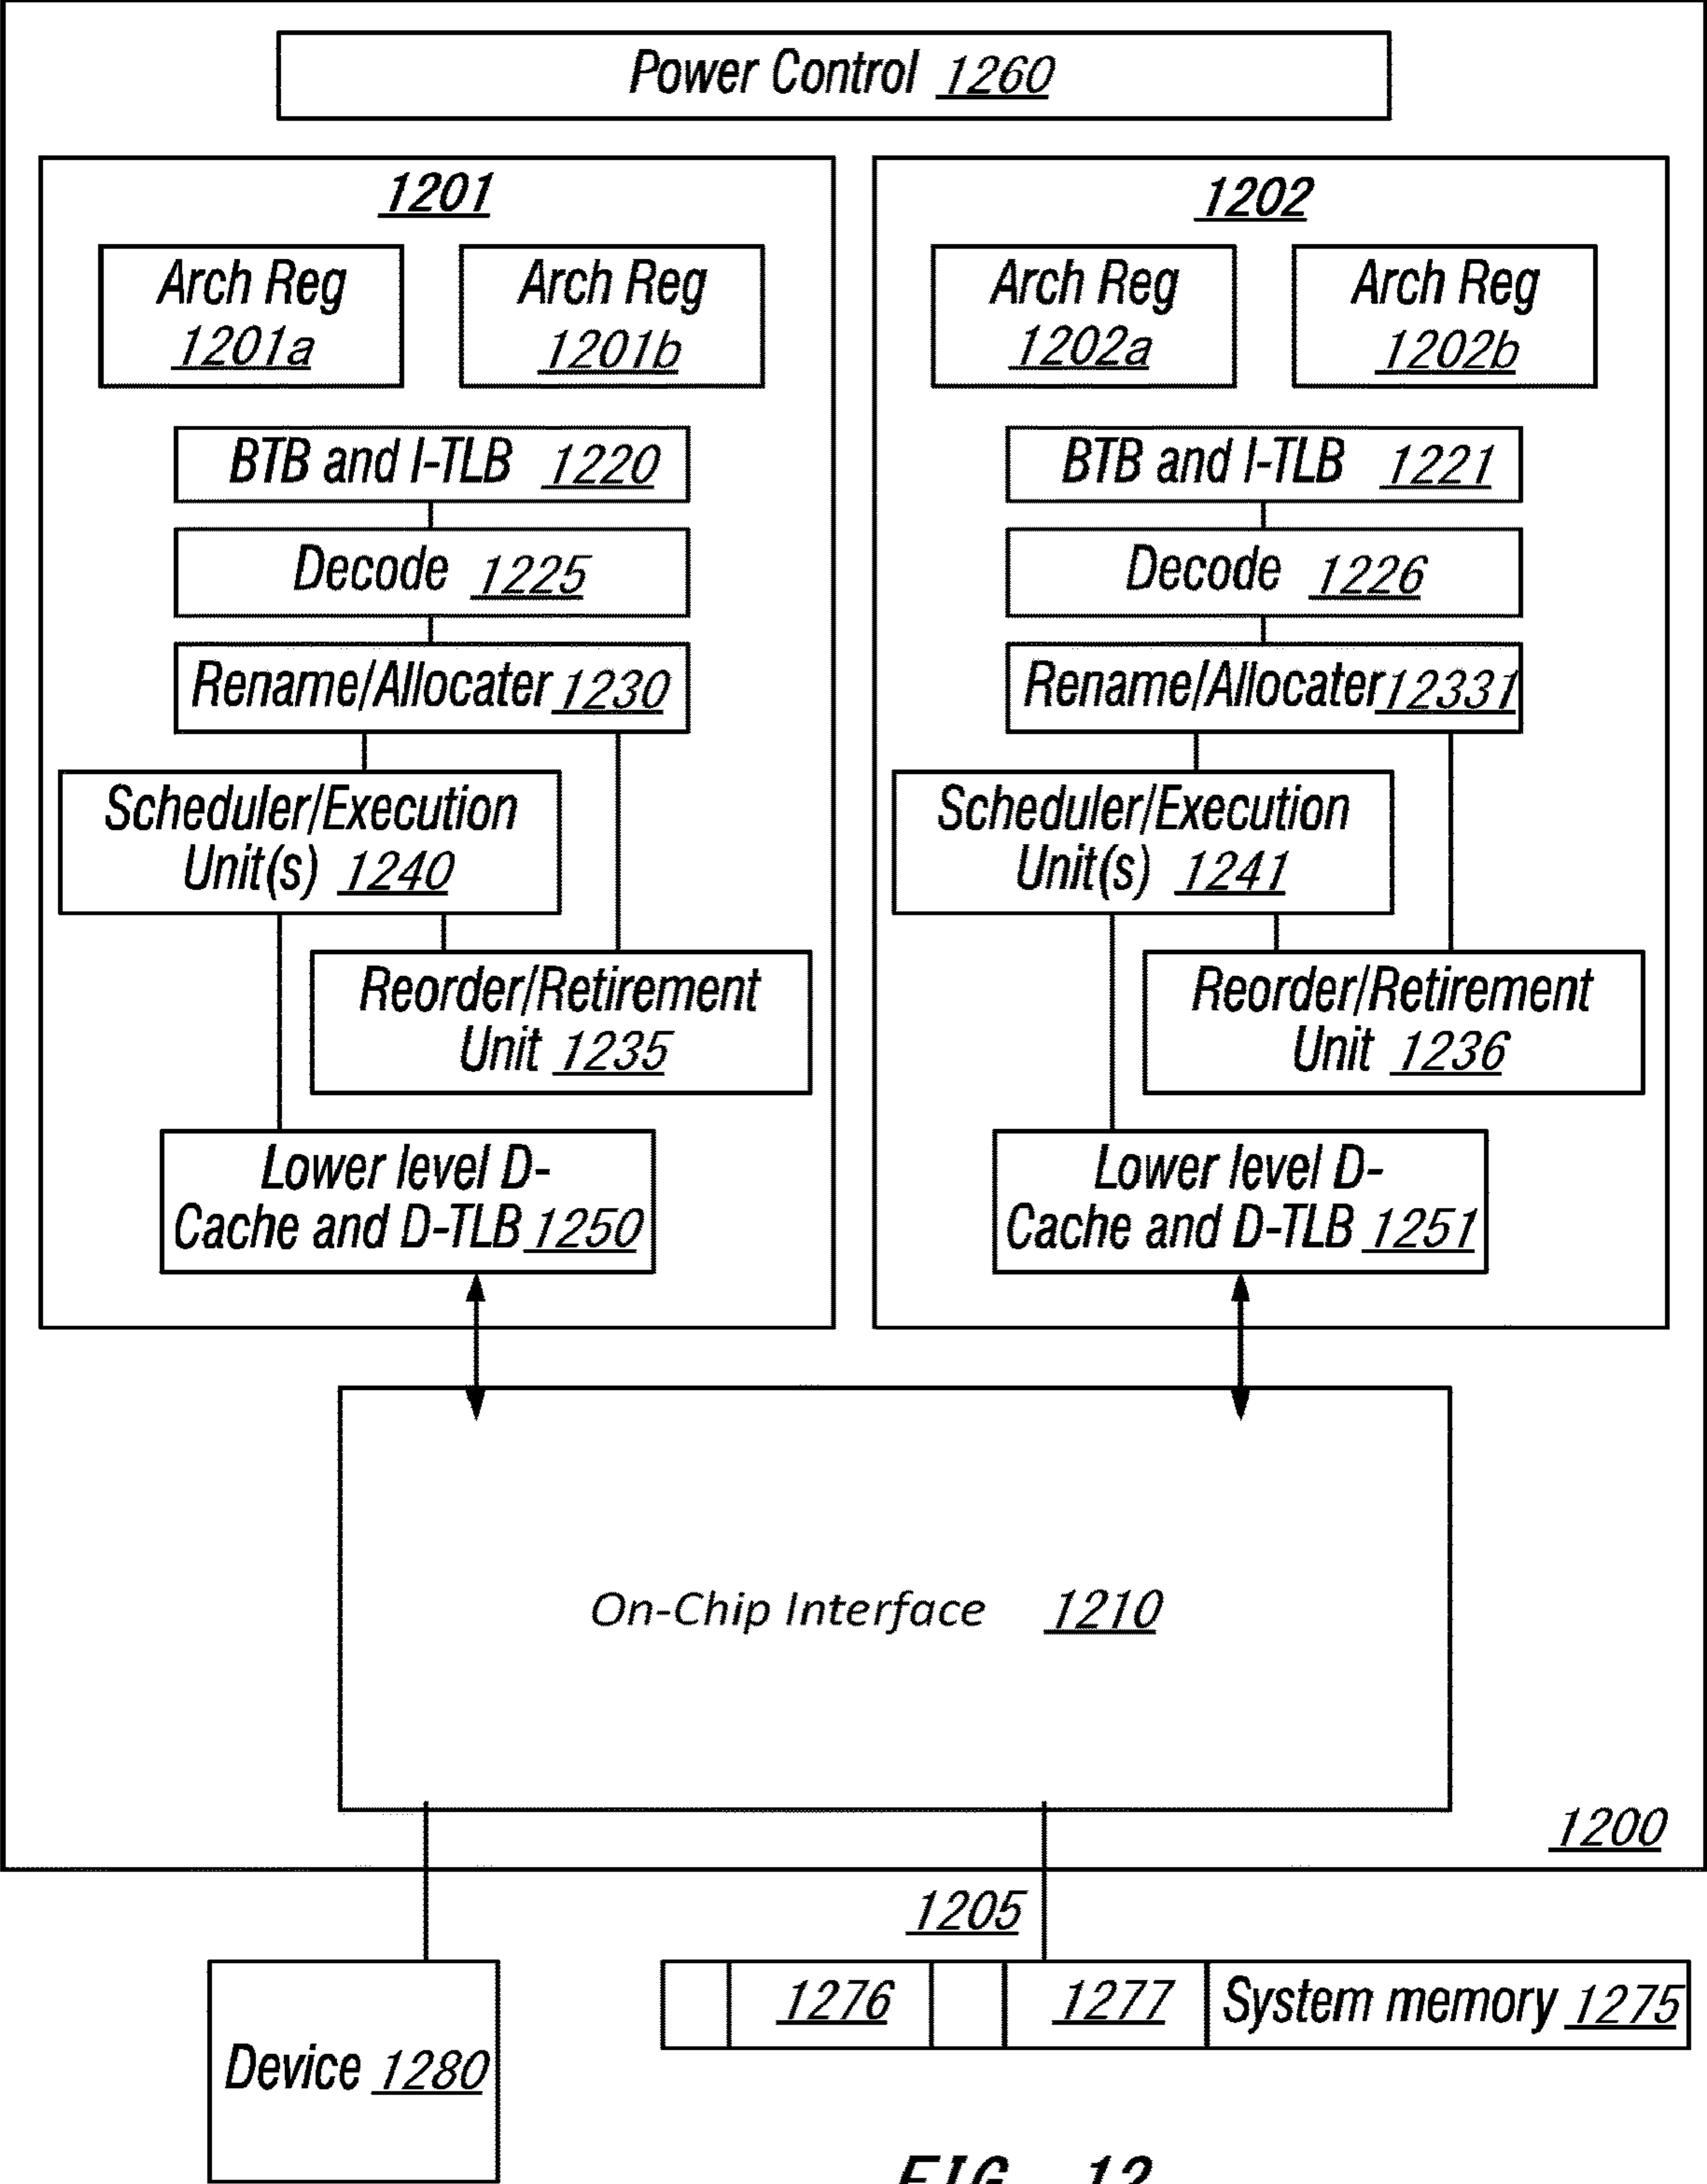 Power Control 1260
1201
Arch Reg
1201a
Arch Reg
1201b
BTB and I-TLB 1220
Decode 1225
Rename/Allocater 1230
Scheduler/Execution
Unit(s) 1240
Reorder/Retirement
Unit 1235
Lower level D-
Cache and D-TLB 1250
1202
Arch Reg
1202a
Arch Reg
1202b
BTB and I-TLB 1221
Decode 1226
Rename/Allocater 12331
Scheduler/Execution
Unit(s) 1241
Reorder/Retirement
Unit 1236
Lower level D-
Cache and D-TLB 1251
On-Chip Interface 1210
1200
1205
1276
1277
System memory 1275
Device 1280
FIG. 12